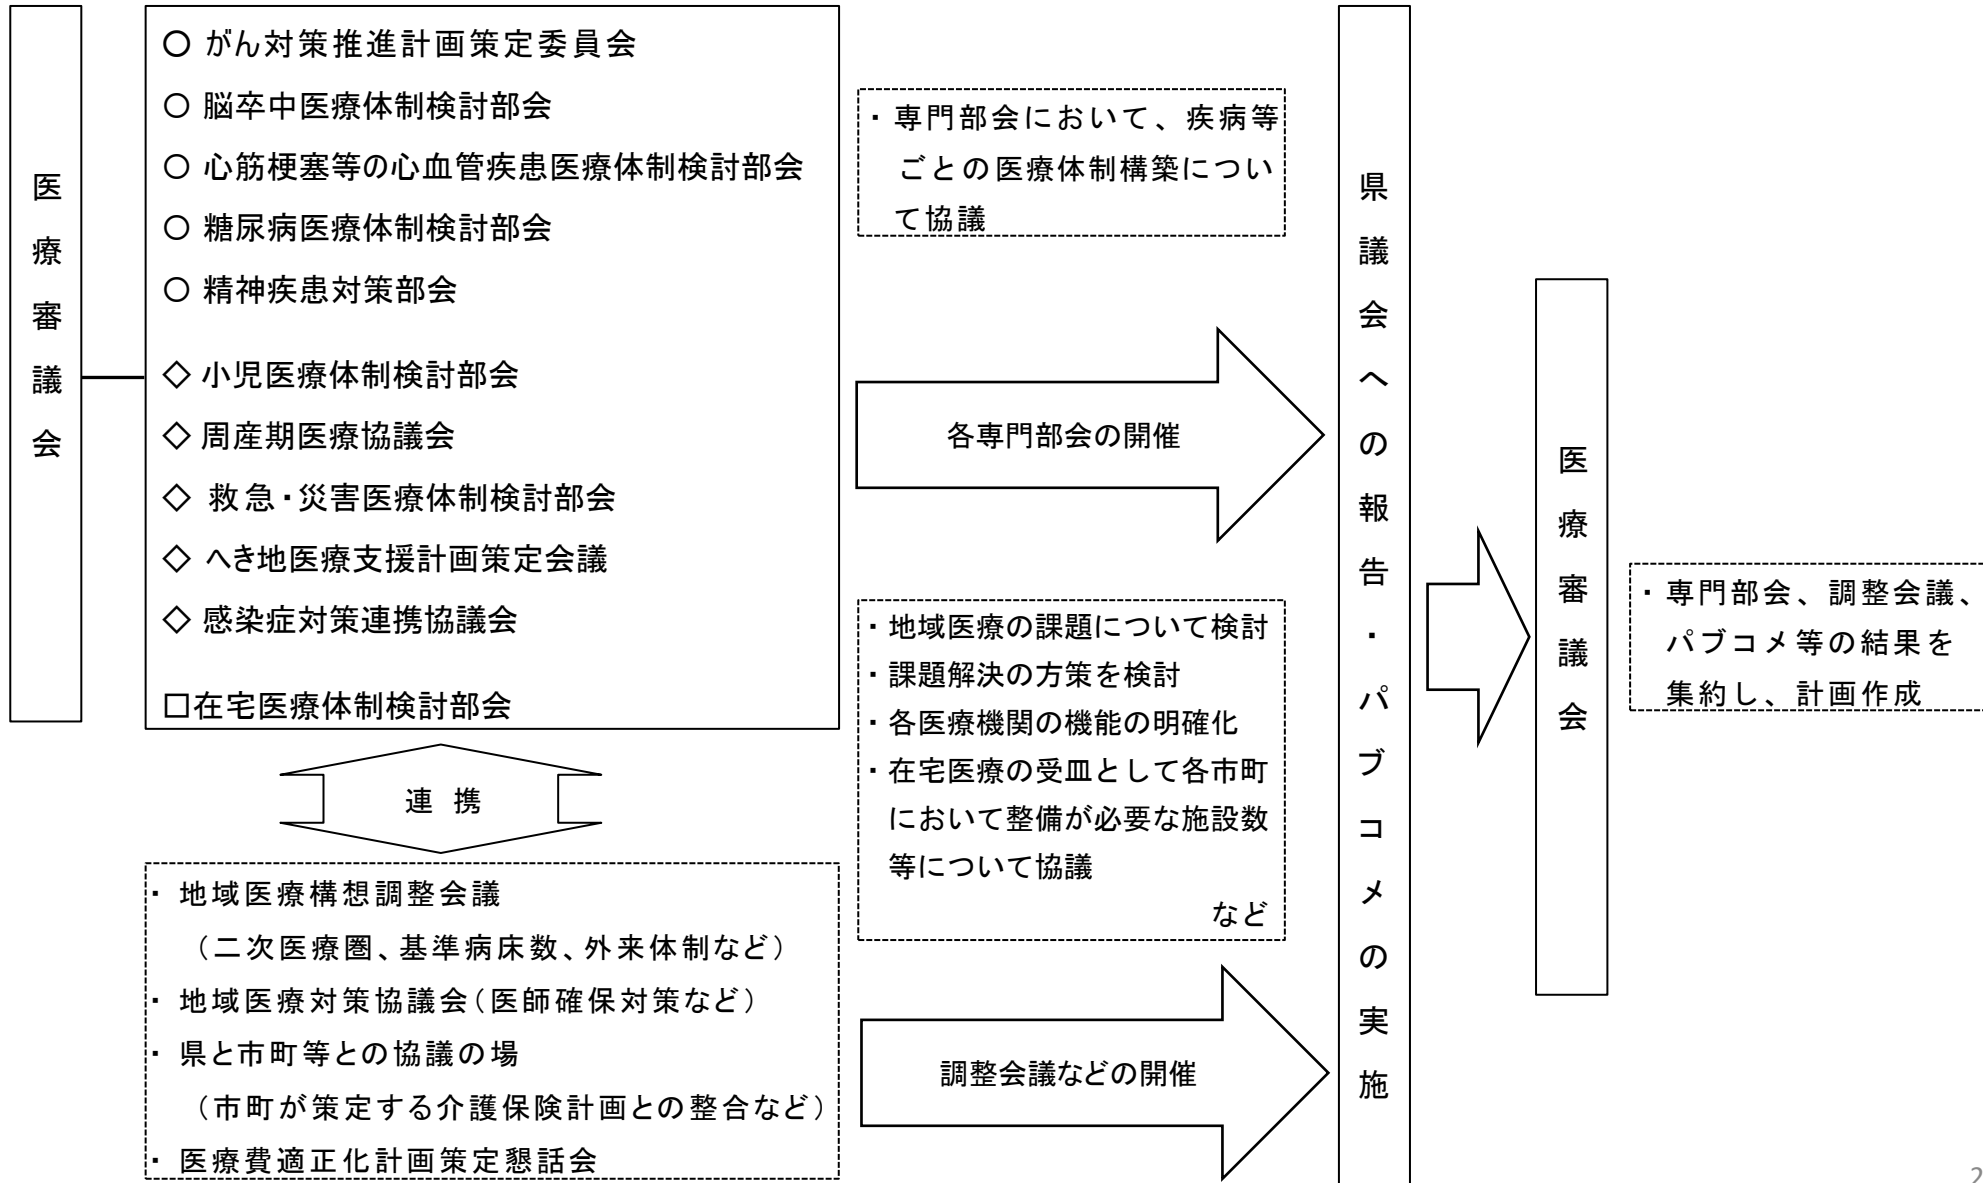 医療審議会
○ がん対策推進計画策定委員会
○ 脳卒中医療体制検討部会
○ 心筋梗塞等の心血管疾患医療体制検討部会
○ 糖尿病医療体制検討部会
○ 精神疾患対策部会
◇ 小児医療体制検討部会
◇ 周産期医療協議会
◇ 救急・災害医療体制検討部会
◇ へき地医療支援計画策定会議
◇ 感染症対策連携協議会
□在宅医療体制検討部会
連 携
・ 地域医療構想調整会議
（二次医療圏、基準病床数、外来体制など）
・ 地域医療対策協議会（医師確保対策など）
・ 県と市町等との協議の場
（市町が策定する介護保険計画との整合など）
・ 医療費適正化計画策定懇話会
・ 専門部会において、疾病等
ごとの医療体制構築につい
て協議
各専門部会の開催
・地域医療の課題について検討
・課題解決の方策を検討
・各医療機関の機能の明確化
・在宅医療の受皿として各市町
において整備が必要な施設数
等について協議
など
調整会議などの開催
県議会への報告・パブコメの実施
医療審議会
・ 専門部会、調整会議、
パブコメ等の結果を
集約し、計画作成
2